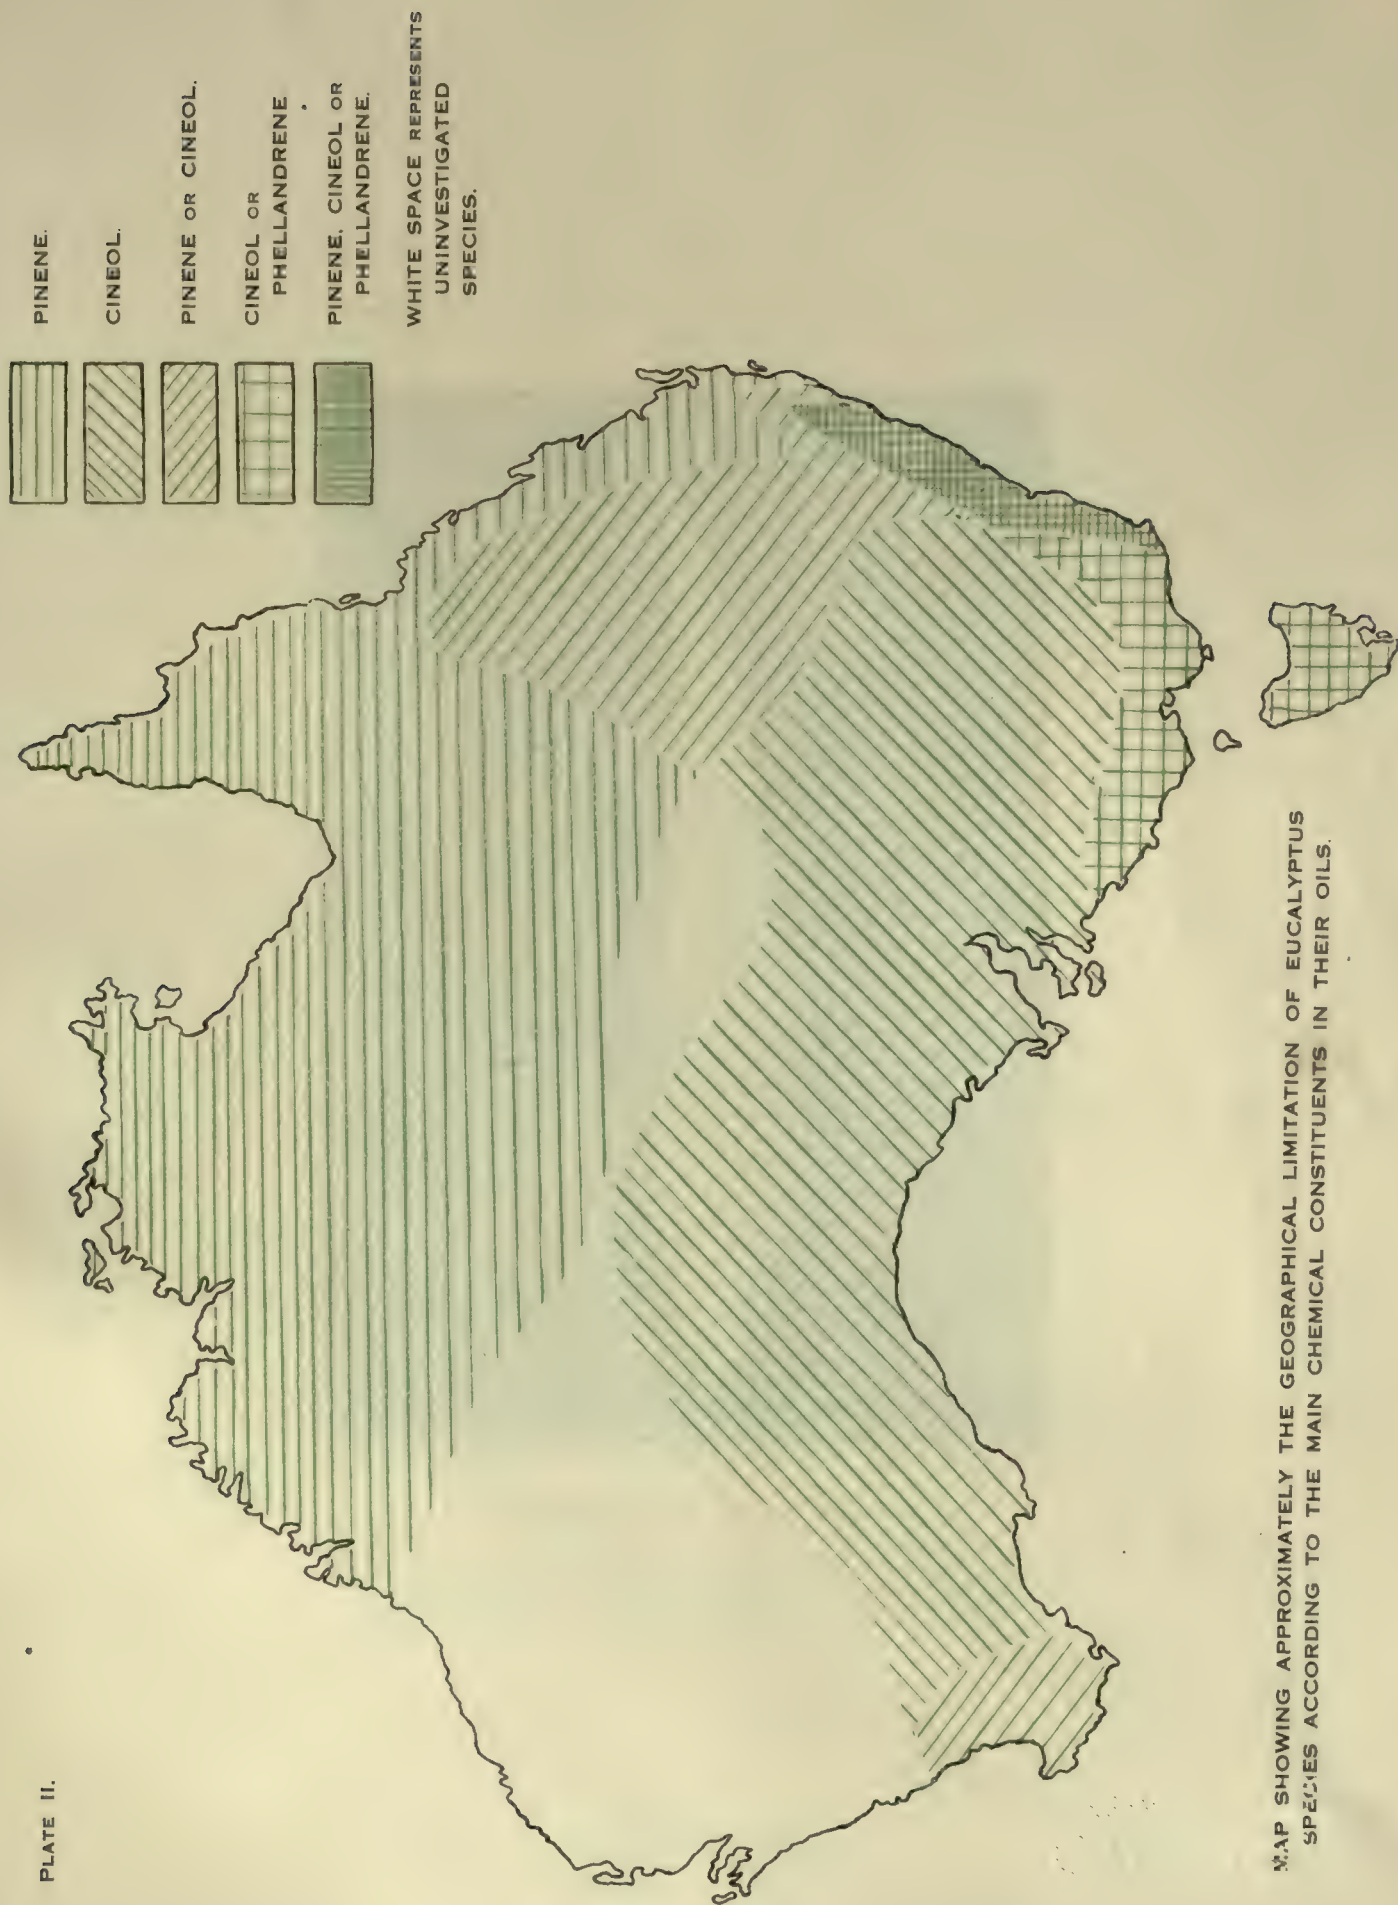 PLATE II.
PINENE.
CINEOL.
PINENE OR CINEOL.
CINEOL OR
PHELLANDRENE
PINENE, CINEOL OR
PHELLANDRENE.
WHITE SPACE REPRESENTS
UNINVESTIGATED
SPECIES.
MAP SHOWING APPROXIMATELY THE GEOGRAPHICAL LIMITATION OF EUCALYPTUS
SPECIES ACCORDING TO THE MAIN CHEMICAL CONSTITUENTS IN THEIR OILS.